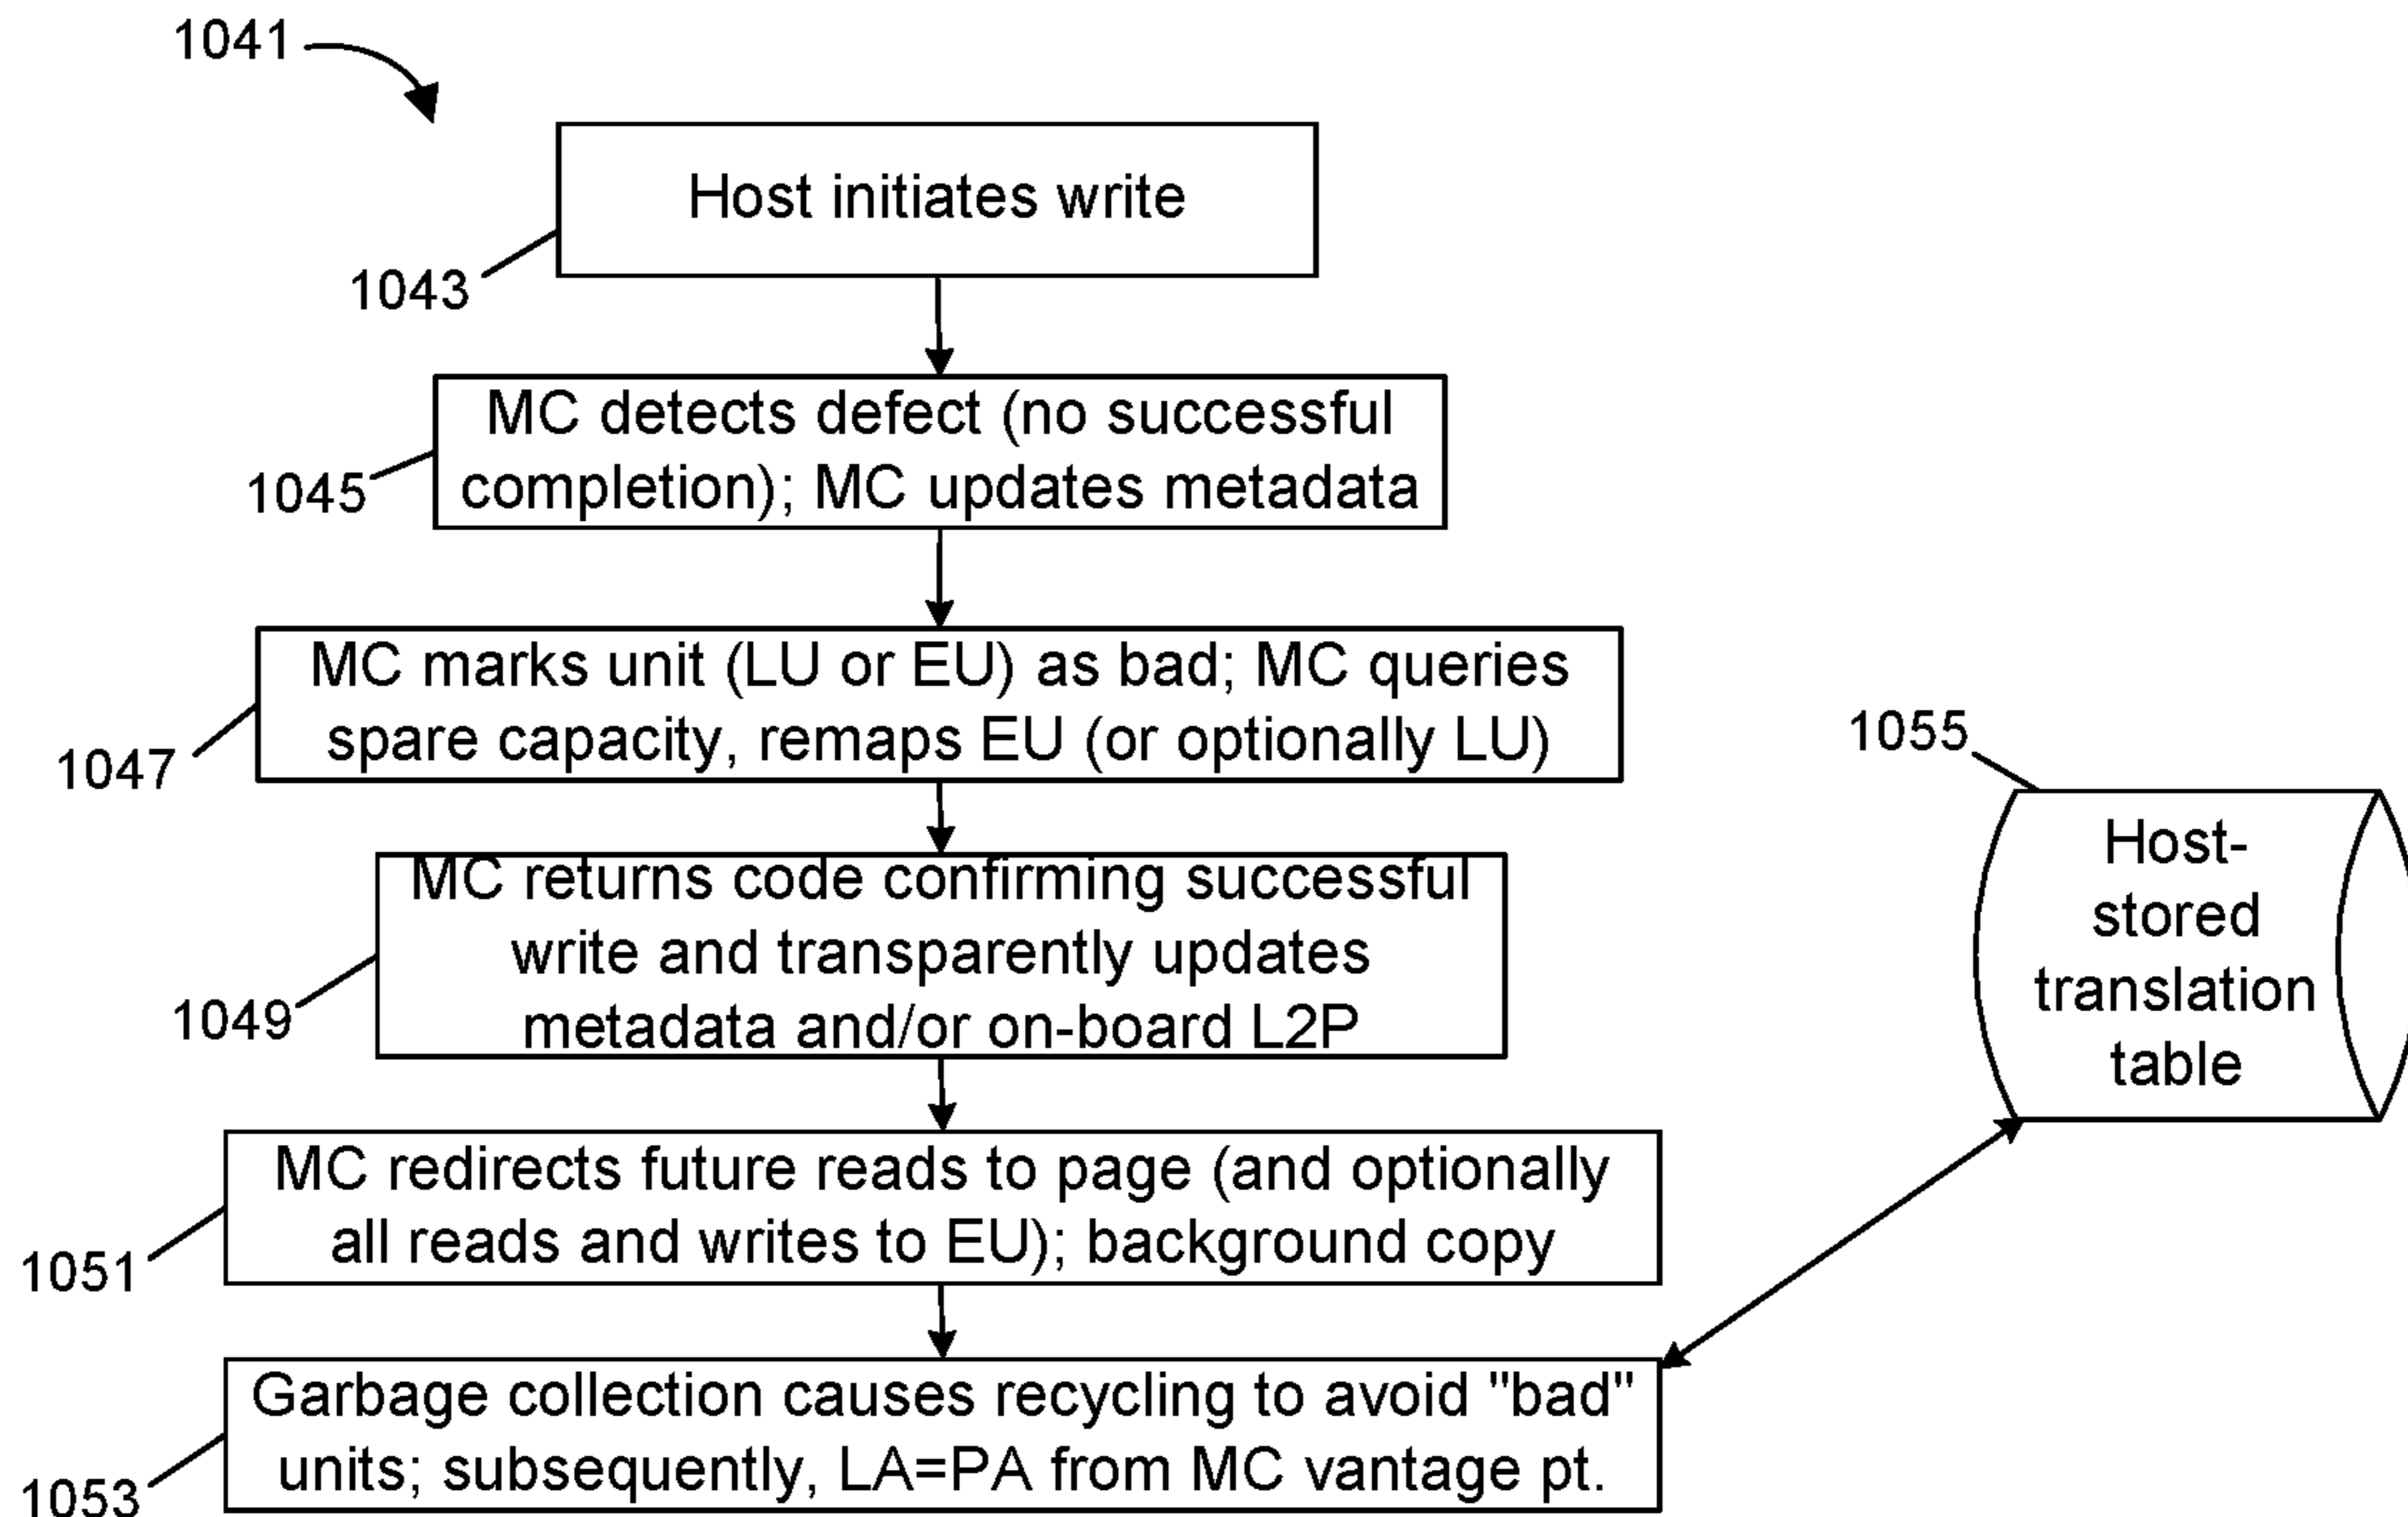 1041
Host initiates write
1043
MC detects defect (no successful
completion); MC updates metadata
1045
MC marks unit (LU or EU) as bad; MC queries
spare capacity, remaps EU (or optionally LU)
1047
1055
Host-
stored
translation
table
MC returns code confirming successful
write and transparently updates
metadata and/or on-board L2P
1049
MC redirects future reads to page (and optionally
all reads and writes to EU); background copy
1051
Garbage collection causes recycling to avoid "bad"
units; subsequently, LA=PA from MC vantage pt.
1053